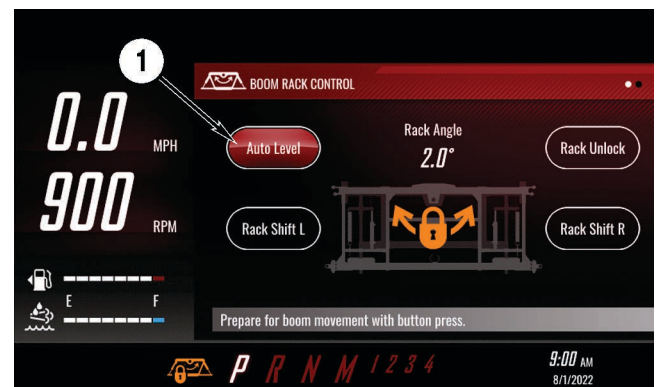 1
BOOM RACK CONTROL
0.0 MPH
Auto Level
Rack Angle
2.0°
Rack Unlock
900 RPM
Rack Shift L
Rack Shift R
E F
Prepare for boom movement with button press.
P R N M 1 2 3 4
9:00 AM
8/1/2022